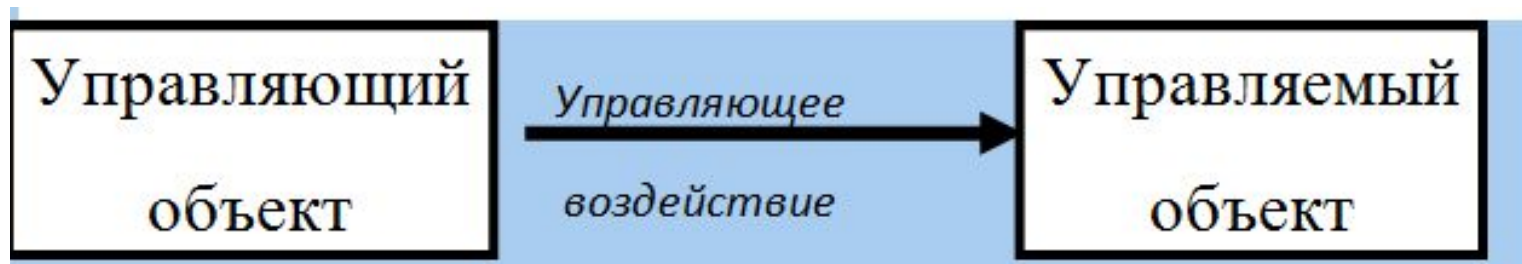 Управляющий
объект
Управляющее
воздействие
Управляемый
объект